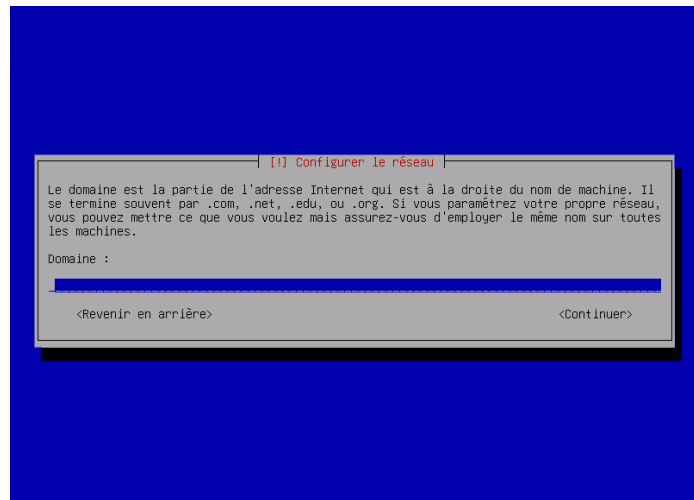 [!] Configurer le réseau
Le domaine est la partie de l'adresse Internet qui est à la droite du nom de machine. Il
se termine souvent par .com, .net, .edu, ou .org. Si vous paramétrez votre propre réseau,
vous pouvez mettre ce que vous voulez mais assurez-vous d'employer le même nom sur toutes
les machines.
Domaine :
<Revenir en arrière> <Continuer>